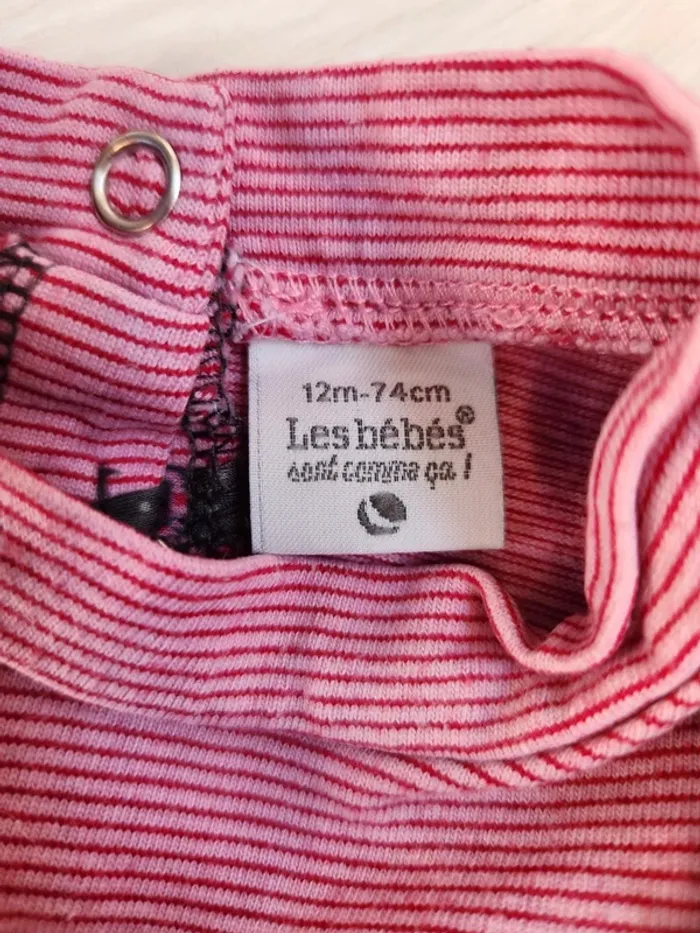 12m-74cm
Les bébés®
sont comme ça !